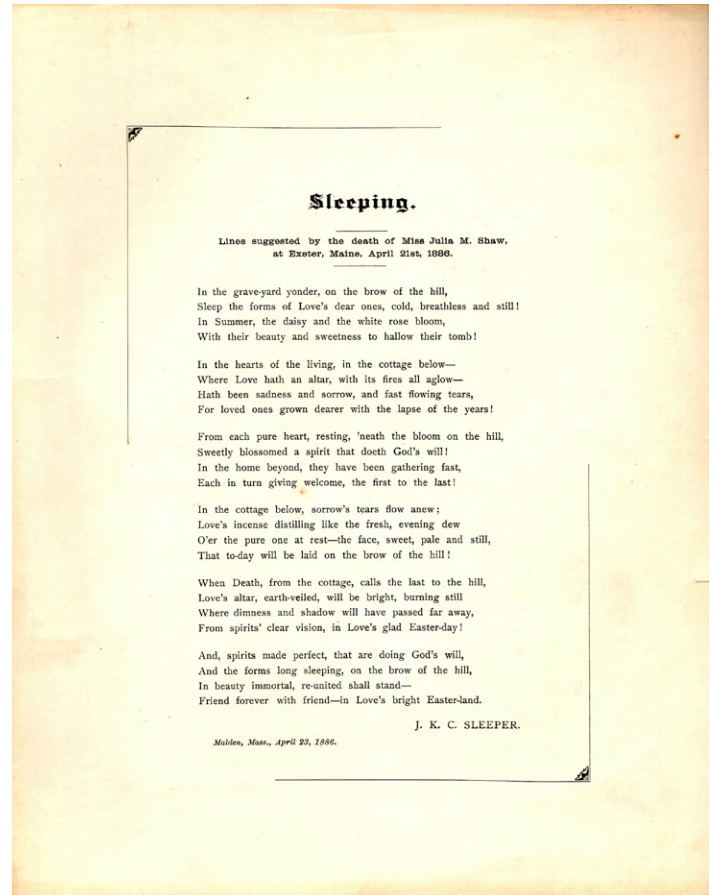 Sleeping.
Lines suggested by the death of Miss Julia M. Shaw,
at Exeter, Maine, April 21st, 1886.
In the grave-yard yonder, on the brow of the hill,
Sleep the forms of Love's dear ones, cold, breathless and still!
In Summer, the daisy and the white rose bloom,
With their beauty and sweetness to hallow their tomb!
In the hearts of the living, in the cottage below—
Where Love hath an altar, with its fires all aglow—
Hath been sadness and sorrow, and fast flowing tears,
For loved ones grown dearer with the lapse of the years!
From each pure heart, resting, 'neath the bloom on the hill,
Sweetly blossomed a spirit that doeth God's will!
In the home beyond, they have been gathering fast,
Each in turn giving welcome, the first to the last!
In the cottage below, sorrow's tears flow anew;
Love's incense distilling like the fresh, evening dew
O'er the pure one at rest—the face, sweet, pale and still,
That to-day will be laid on the brow of the hill!
When Death, from the cottage, calls the last to the hill,
Love's altar, earth-veiled, will be bright, burning still
Where dimness and shadow will have passed far away,
From spirits' clear vision, in Love's glad Easter-day!
And, spirits made perfect, that are doing God's will,
And the forms long sleeping, on the brow of the hill,
In beauty immortal, re-united shall stand—
Friend forever with friend—in Love's bright Easter-land.
J. K. C. SLEEPER.
Malden, Mass., April 23, 1886.